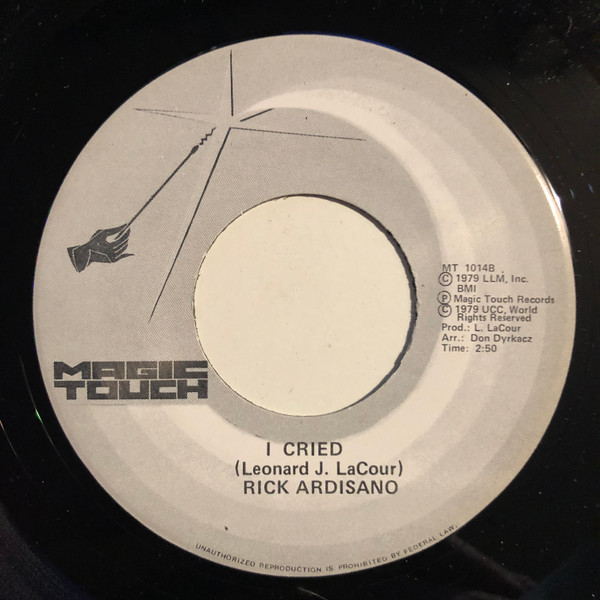 MT 1014B
Ⓒ 1979 LLM, Inc.
BMI
Ⓟ Magic Touch Records
Ⓒ 1979 UCC, World
Rights Reserved
Prod.: L. LaCour
Arr.: Don Dyrkacz
Time: 2:50
MAGIC
TOUCH
I CRIED
(Leonard J. LaCour)
RICK ARDISANO
UNAUTHORIZED REPRODUCTION IS PROHIBITED BY FEDERAL LAW.